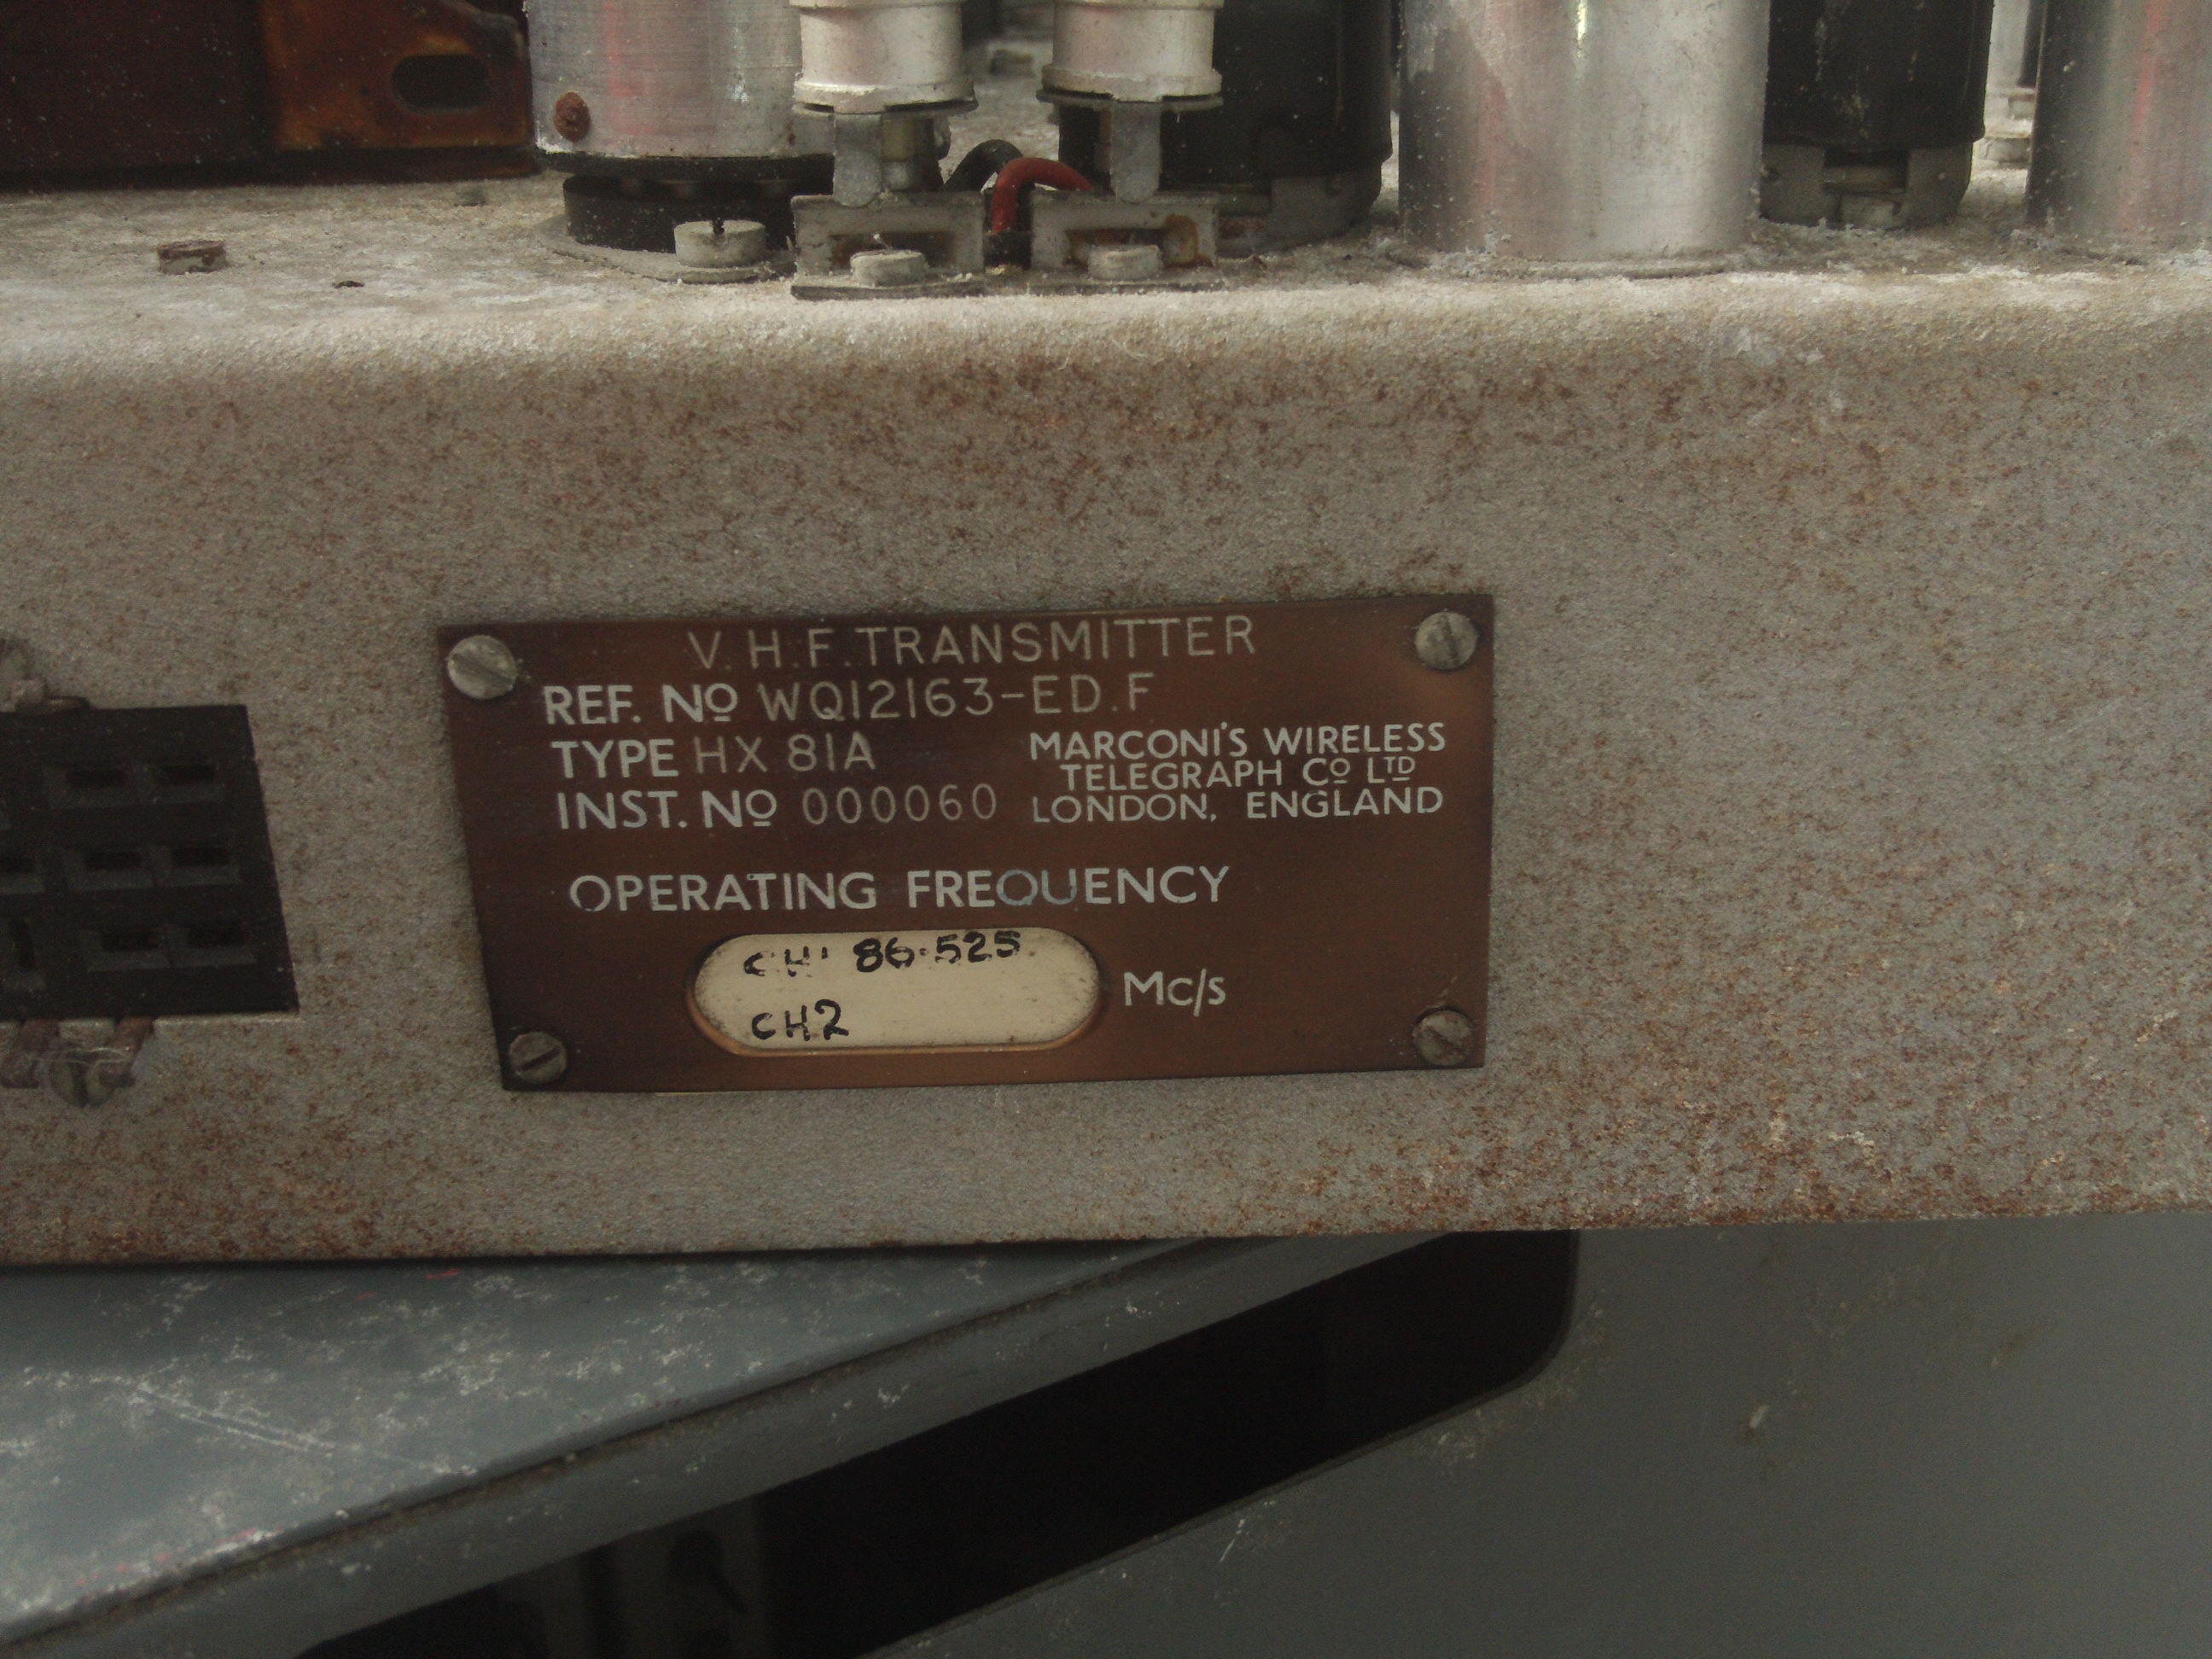 V.H.F. TRANSMITTER
REF. Nº WQ12163-ED.F
TYPE HX 81A
INST. Nº 000060
MARCONI'S WIRELESS
TELEGRAPH Cº LTD
LONDON, ENGLAND
OPERATING FREQUENCY
CH1 86.525
CH2
Mc/s